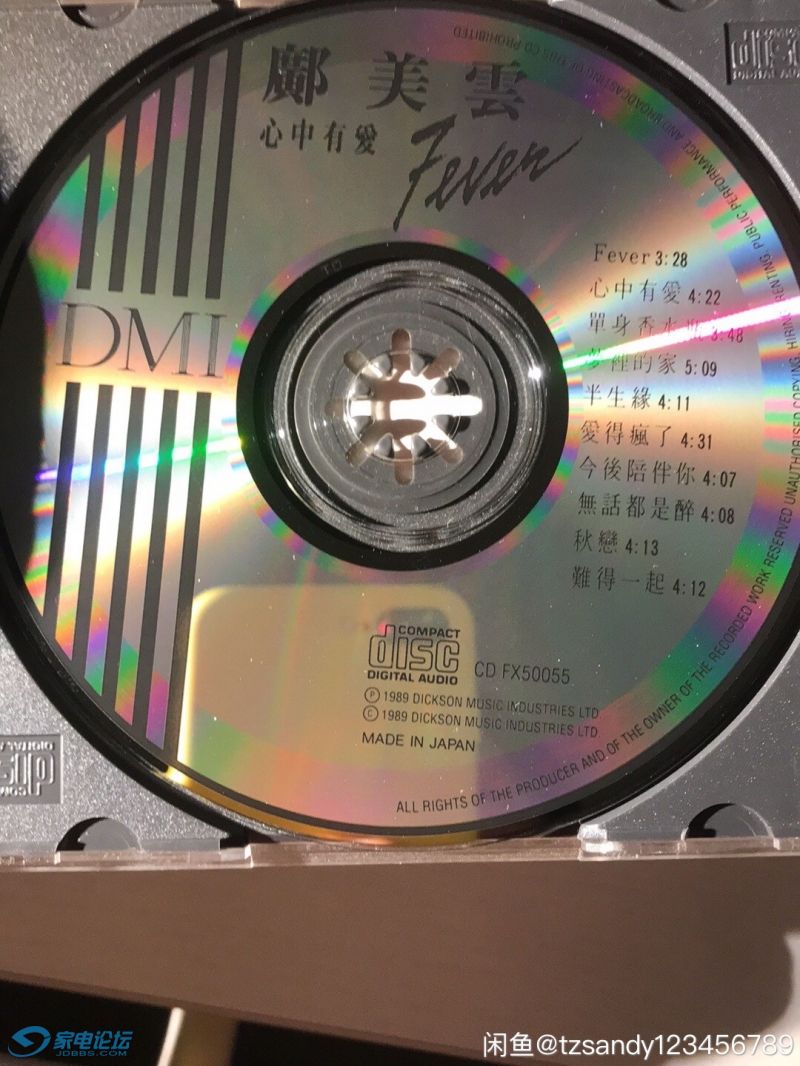 鄺美雲
心中有愛
Fever
DMI
Fever 3:28
心中有愛 4:22
單身香水瓶 3:48
夢裡的家 5:09
半生緣 4:11
愛得瘋了 4:31
今後陪伴你 4:07
無話都是醉 4:08
秋戀 4:13
難得一起 4:12
COMPACT
disc
DIGITAL AUDIO
CD FX50055
Ⓟ 1989 DICKSON MUSIC INDUSTRIES LTD
© 1989 DICKSON MUSIC INDUSTRIES LTD
MADE IN JAPAN
ALL RIGHTS OF THE PRODUCER AND OF THE OWNER OF THE RECORDED WORK RESERVED UNAUTHORISED COPYING, HIRING, RENTING, PUBLIC PERFORMANCE AND BROADCASTING OF THIS CD PROHIBITED
家电论坛
JDBBS.COM
闲鱼@tzsandy123456789